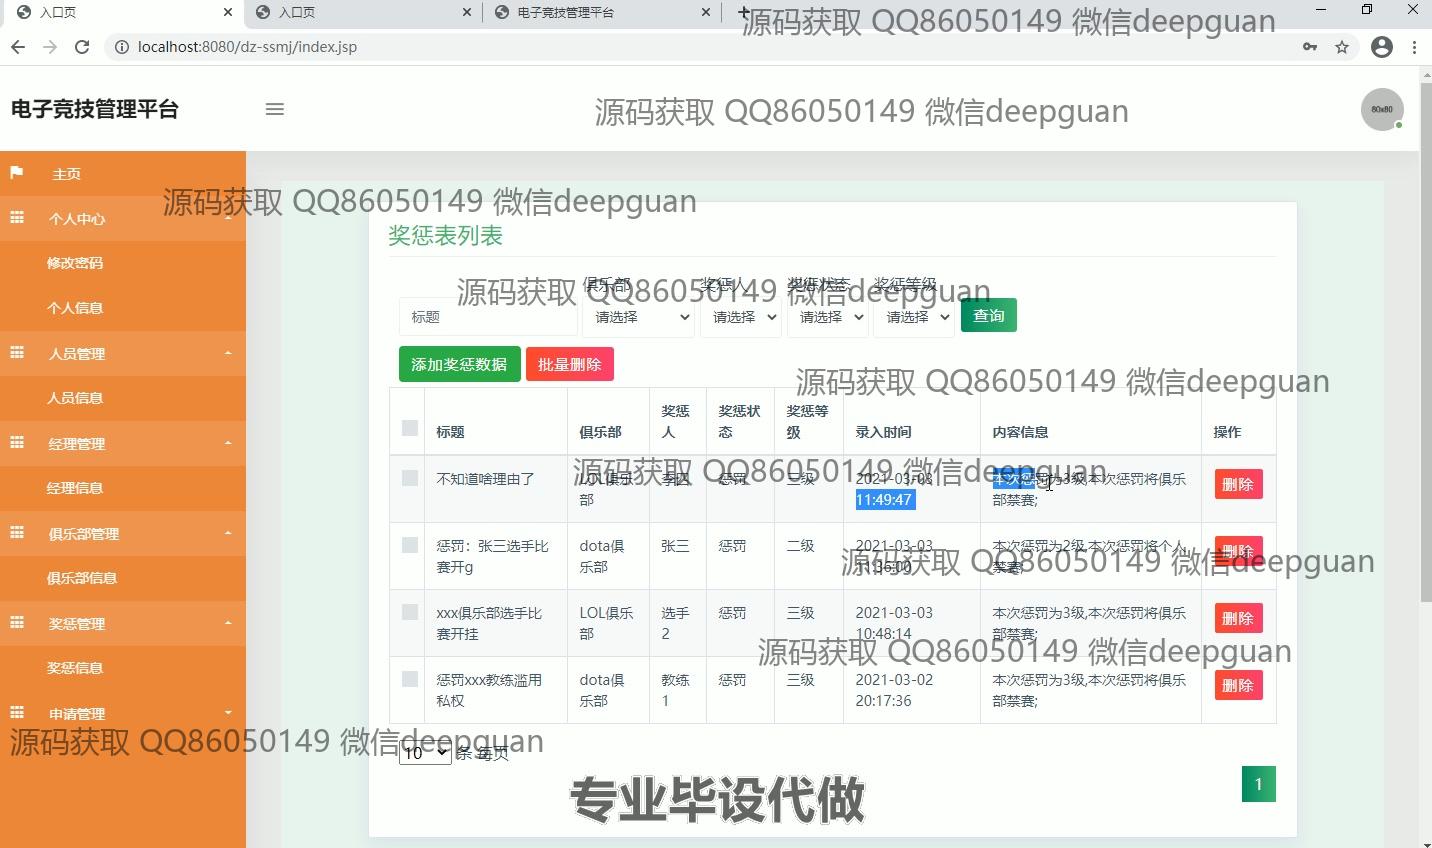 入口页
入口页
电子竞技管理平台
源码获取 QQ86050149 微信deepguan
localhost:8080/dz-ssmj/index.jsp
电子竞技管理平台
源码获取 QQ86050149 微信deepguan
80x80
主页
个人中心
源码获取 QQ86050149 微信deepguan
修改密码
个人信息
人员管理
人员信息
经理管理
经理信息
俱乐部管理
俱乐部信息
奖惩管理
奖惩信息
申请管理
奖惩表列表
俱乐部 奖惩人 奖惩状态 奖惩等级
源码获取 QQ86050149 微信deepguan
标题 请选择 请选择 请选择 请选择 查询
添加奖惩数据 批量删除
源码获取 QQ86050149 微信deepguan
标题 俱乐部 奖惩人 奖惩状态 奖惩等级 录入时间 内容信息 操作
源码获取 QQ86050149 微信deepguan
不知道啥理由了 LOL俱乐部 李四 惩罚 三级 2021-03-03 11:49:47 本次惩罚为3级,本次惩罚将俱乐部禁赛; 删除
惩罚：张三选手比赛开g dota俱乐部 张三 惩罚 二级 2021-03-03 11:36:00 本次惩罚为2级,本次惩罚将个人禁赛; 删除
源码获取 QQ86050149 微信deepguan
xxx俱乐部选手比赛开挂 LOL俱乐部 选手2 惩罚 三级 2021-03-03 10:48:14 本次惩罚为3级,本次惩罚将俱乐部禁赛; 删除
源码获取 QQ86050149 微信deepguan
惩罚xxx教练滥用私权 dota俱乐部 教练1 惩罚 三级 2021-03-02 20:17:36 本次惩罚为3级,本次惩罚将俱乐部禁赛; 删除
源码获取 QQ86050149 微信deepguan
10 条 每页
1
专业毕设代做